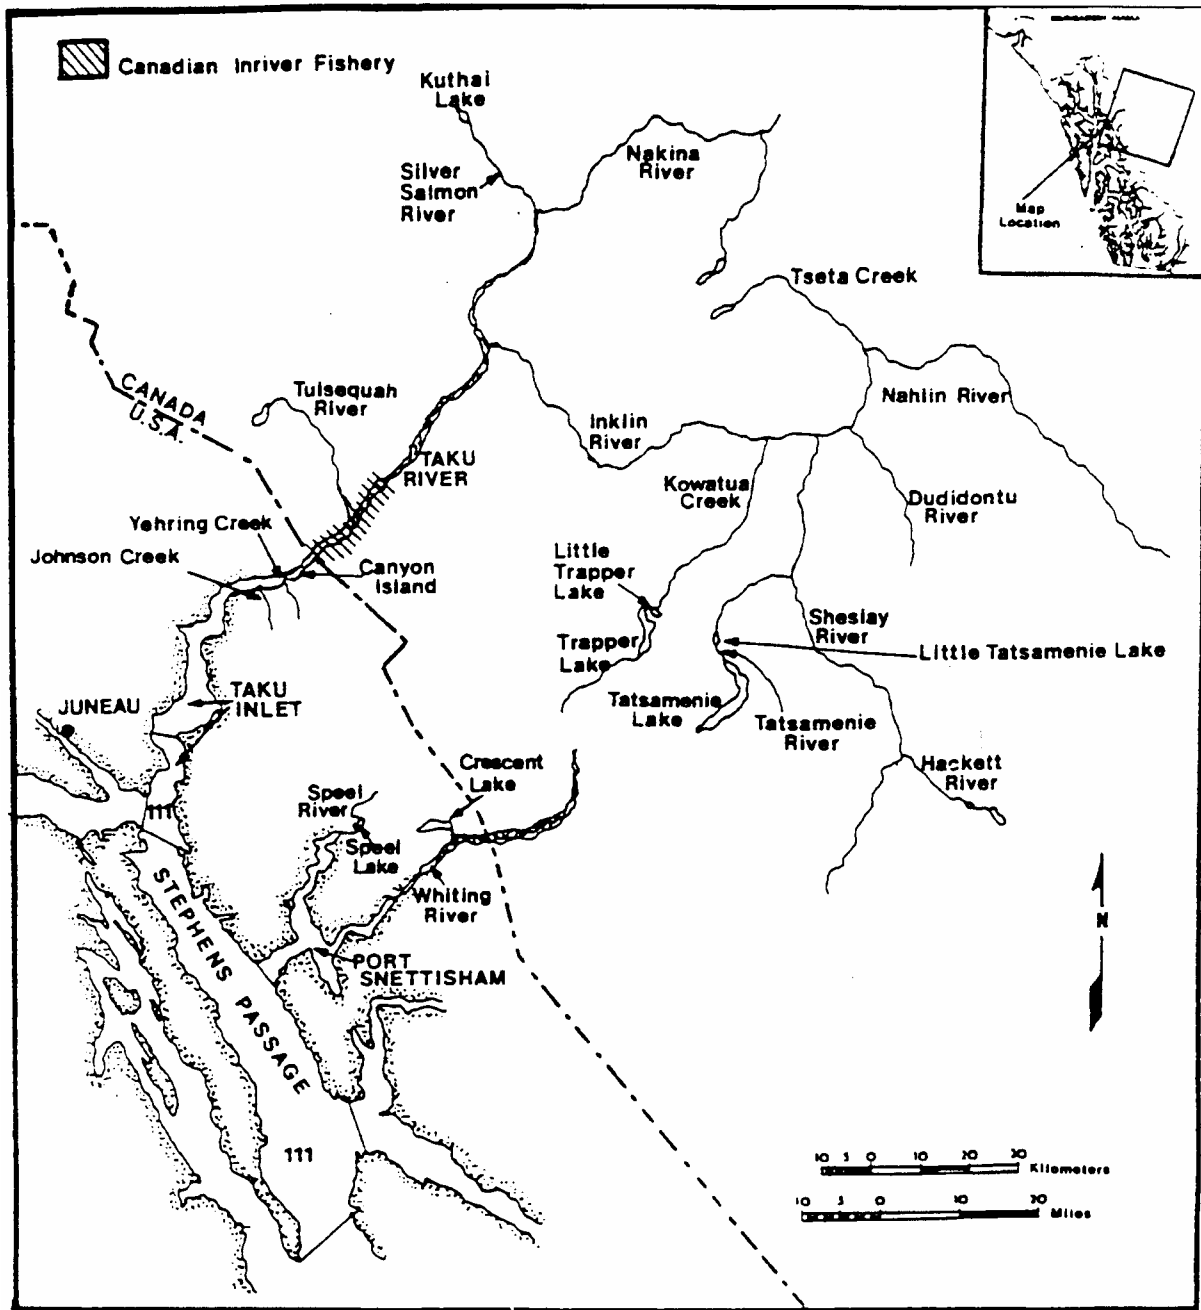 Canadian Inriver Fishery
Map
Location
Kuthai
Lake
Nakina
River
Silver
Salmon
River
Tseta Creek
CANADA
U.S.A.
Tulsequah
River
Nahlin River
Inklin
River
TAKU
RIVER
Kowatua
Creek
Dudidontu
River
Yehring Creek
Johnson Creek
Canyon
Island
Little
Trapper
Lake
Sheslay
River
Trapper
Lake
Little Tatsamenie Lake
TAKU
INLET
JUNEAU
Tatsamenie
Lake
Tatsamenie
River
Crescent
Lake
Hackett
River
Speel
River
111
Speel
Lake
Whiting
River
STEPHENS PASSAGE
N
PORT
SNETTISHAM
111
10 5 0 10 20 30 Kilometers
10 5 0 10 20 Miles